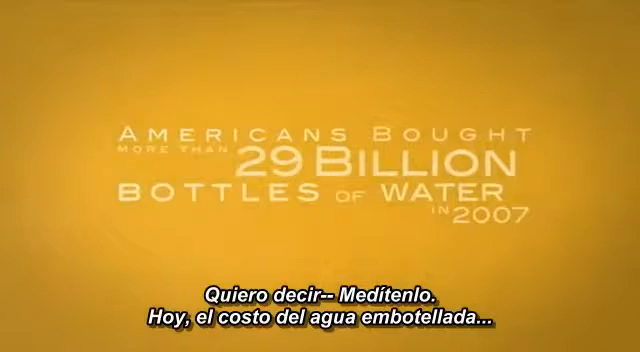 AMERICANS BOUGHT
MORE THAN 29 BILLION
BOTTLES OF WATER
IN 2007
Quiero decir-- Medítenlo.
Hoy, el costo del agua embotellada...